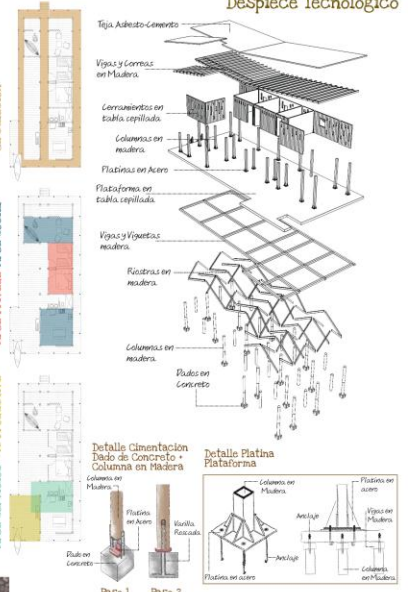 Despiece Tecnológico
Teja Asbesto-Cemento
Vigas y Correas
en Madera
Cerramientos en
tabla cepillada
Columnas en
madera
Platinas en Acero
Plataforma en
tabla cepillada
Vigas y Viguetas
madera
Riostras en
madera
Columnas en
madera
Dados en
Concreto
Detalle Cimentación
Dado de Concreto +
Columna en Madera
Columna en
Madera
Platina
en Acero
Varilla
Roscada
Dado en
Concreto
Paso 1
Paso 2
Detalle Platina
Plataforma
Columna en
Madera
Anclaje
Platina en acero
Platina en
acero
Anclaje
Vigas en
Madera
Columna
en Madera